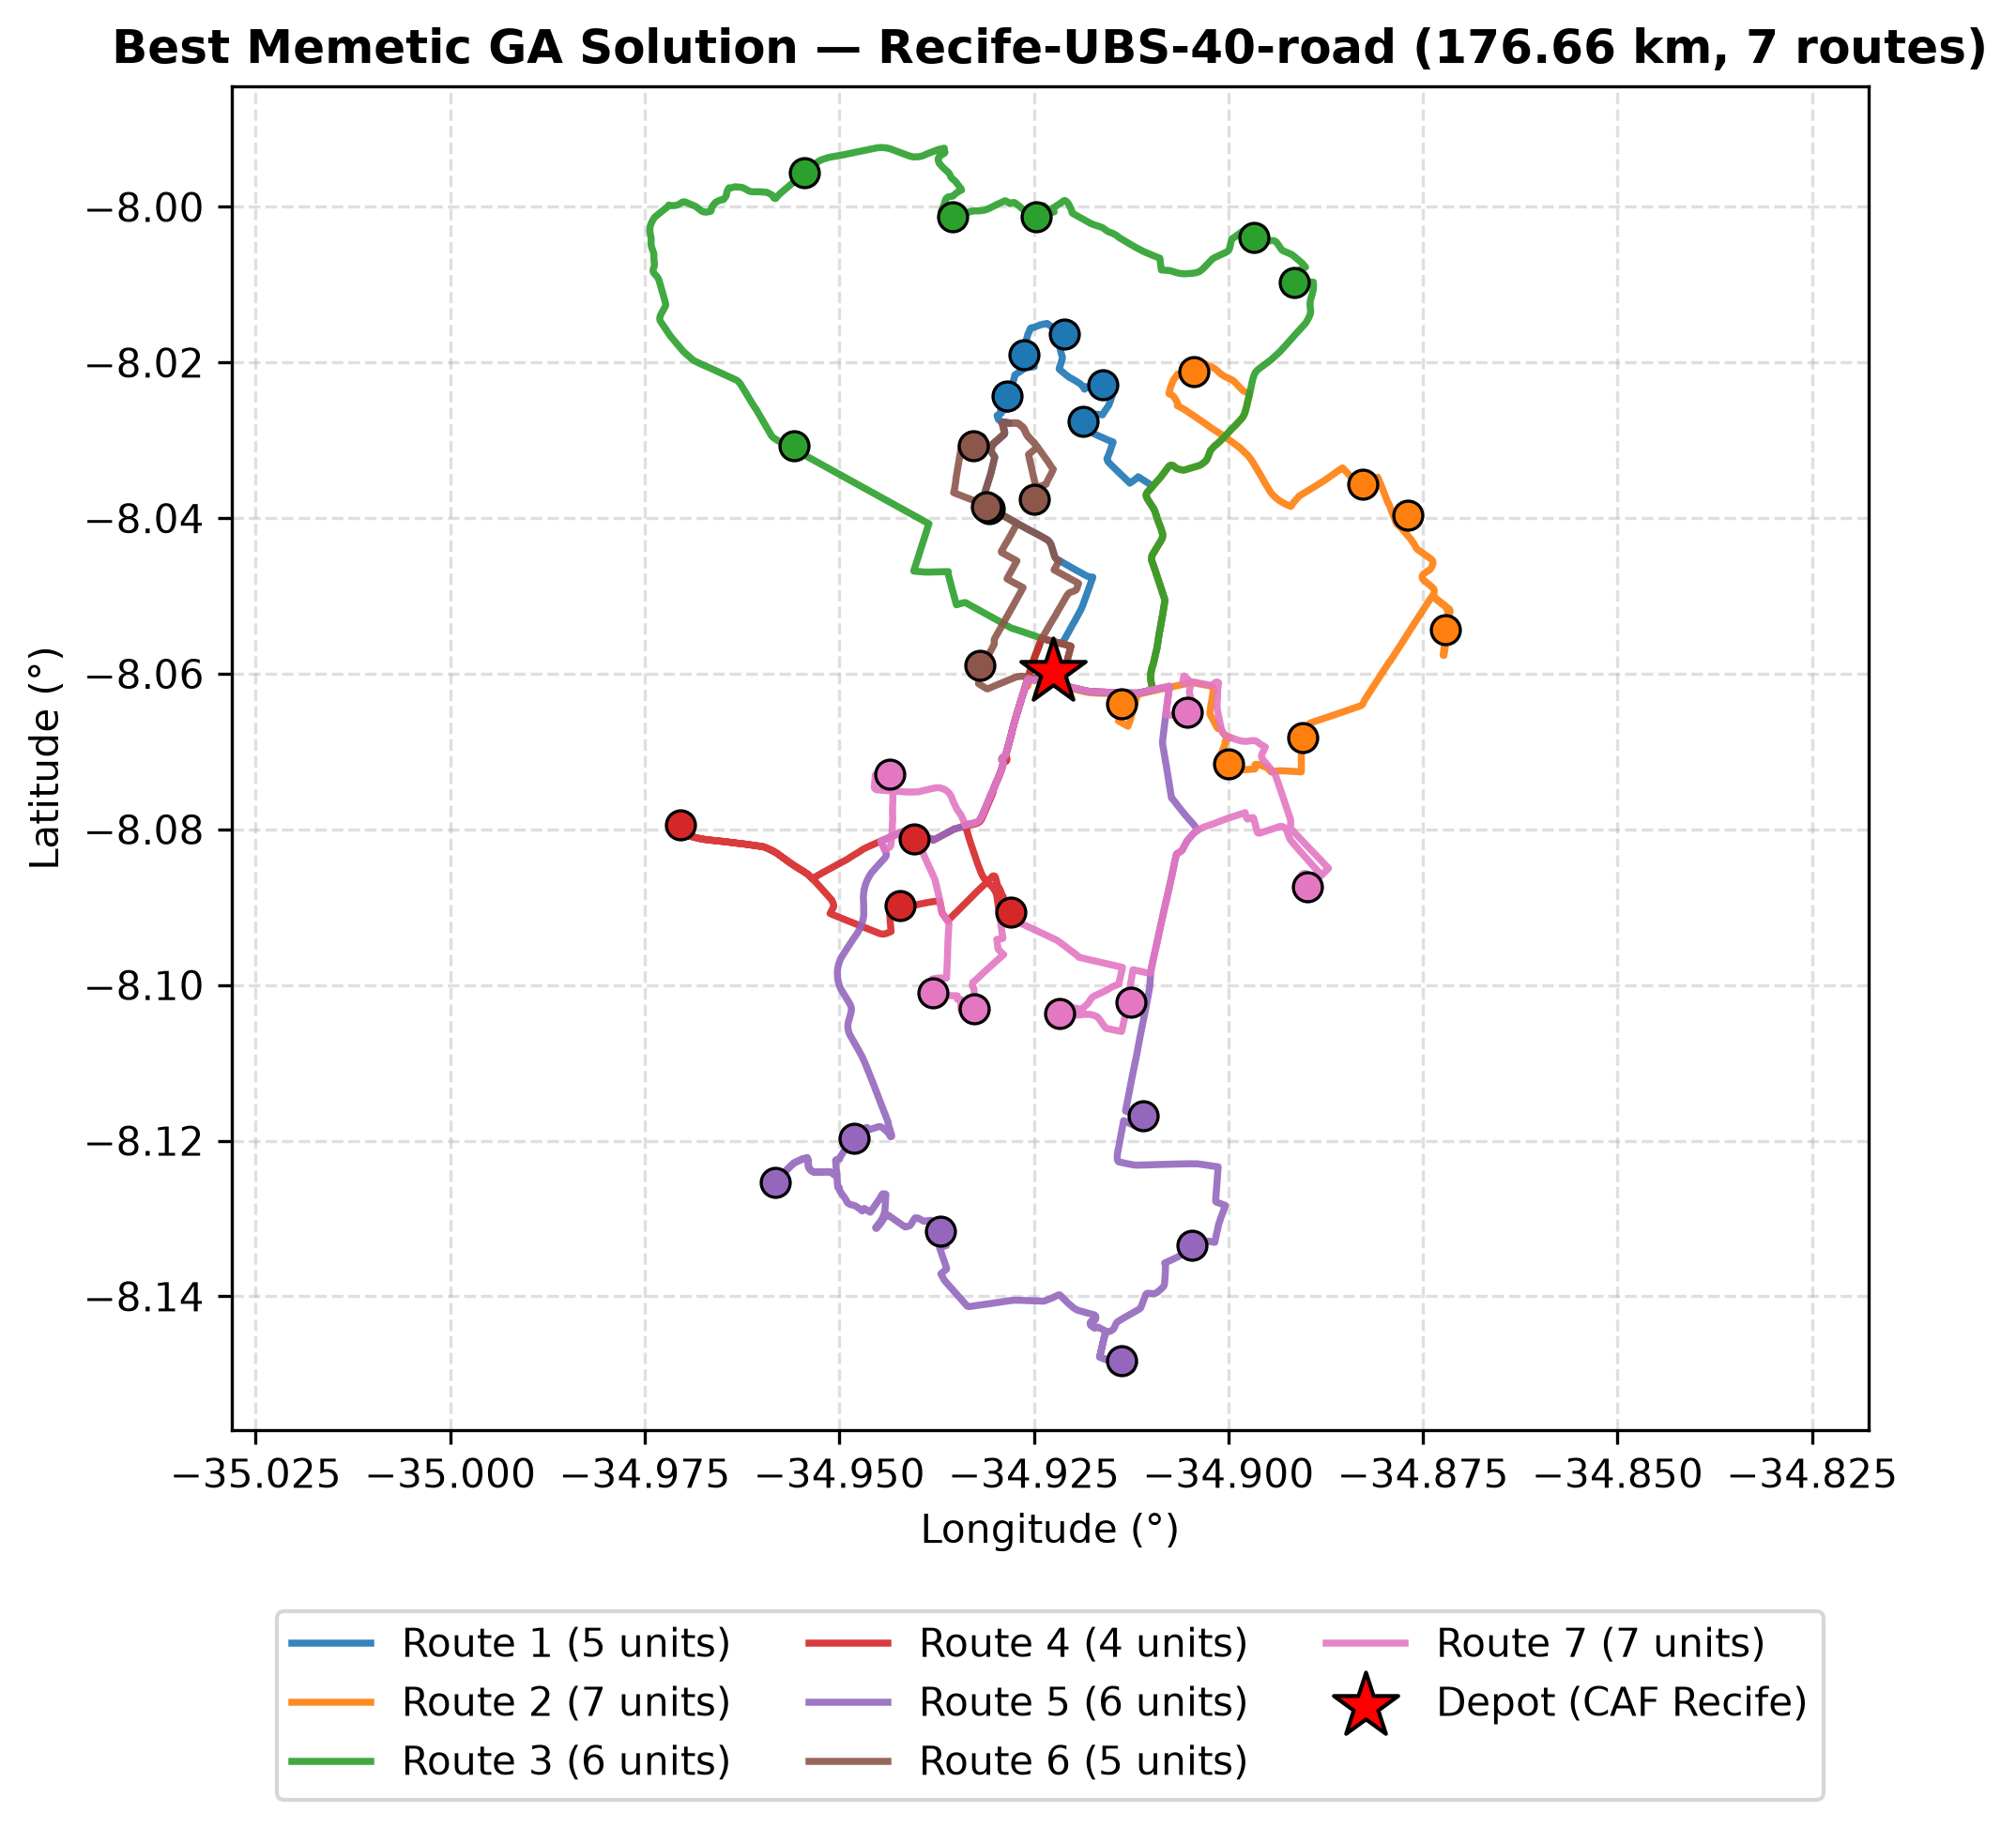 Best Memetic GA Solution — Recife-UBS-40-road (176.66 km, 7 routes)
Latitude (°)
−8.00
−8.02
−8.04
−8.06
−8.08
−8.10
−8.12
−8.14
−35.025 −35.000 −34.975 −34.950 −34.925 −34.900 −34.875 −34.850 −34.825
Longitude (°)
Route 1 (5 units) Route 4 (4 units) Route 7 (7 units)
Route 2 (7 units) Route 5 (6 units) Depot (CAF Recife)
Route 3 (6 units) Route 6 (5 units)